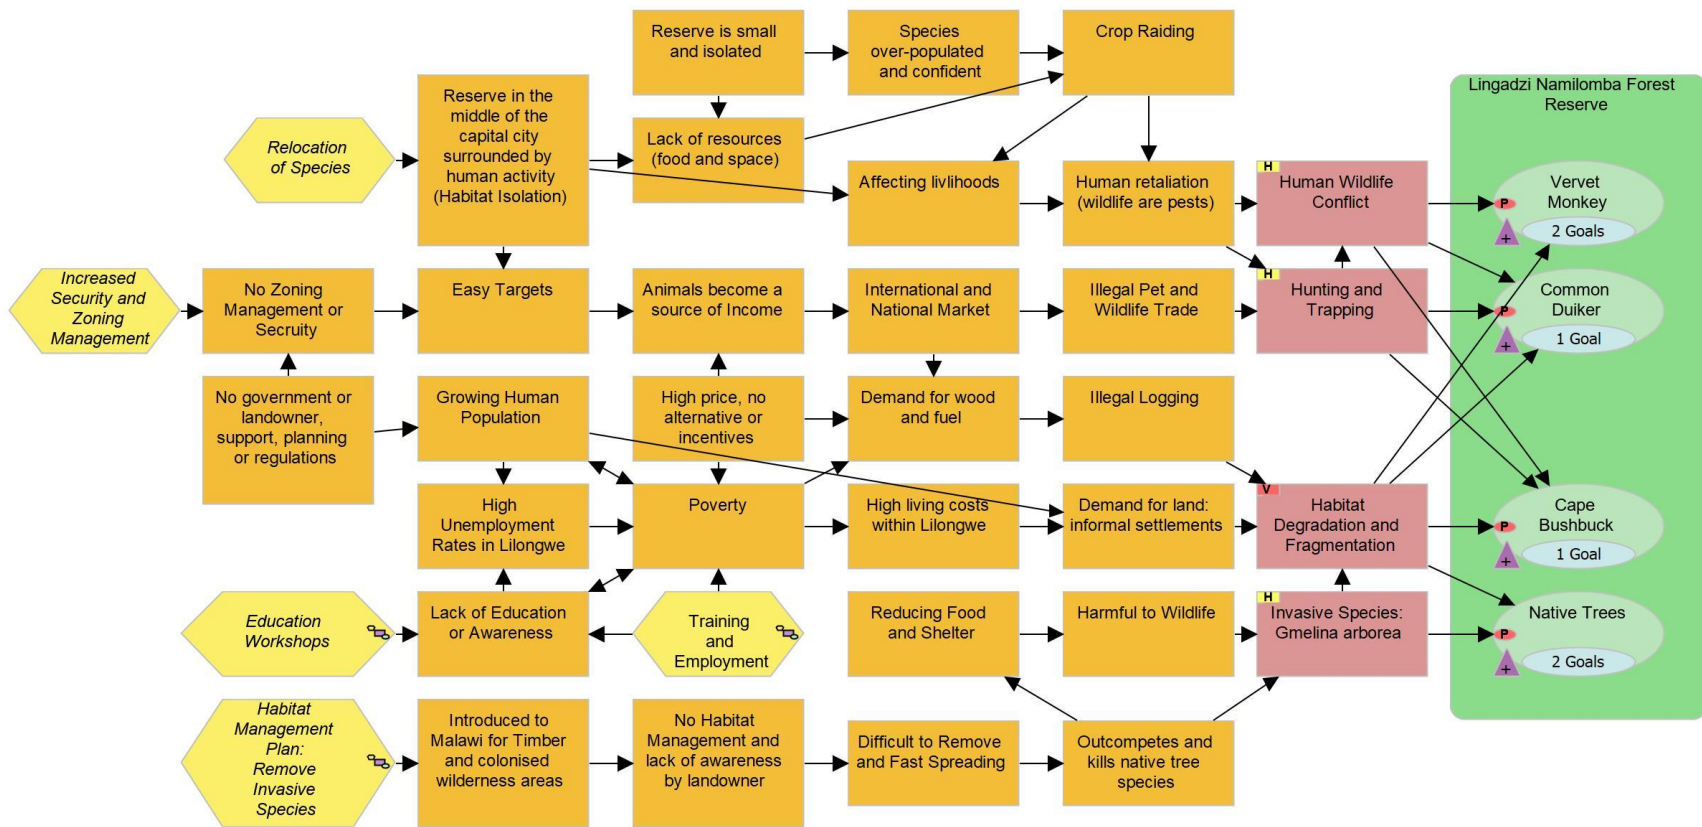 Reserve is small
and isolated
Species
over-populated
and confident
Crop Raiding
Lingadzi Namilomba Forest
Reserve
Relocation
of Species
Reserve in the
middle of the
capital city
surrounded by
human activity
(Habitat Isolation)
Lack of resources
(food and space)
Affecting livlihoods
Human retaliation
(wildlife are pests)
H
Human Wildlife
Conflict
Vervet
Monkey
P
+
2 Goals
Increased
Security and
Zoning
Management
No Zoning
Management or
Secruity
Easy Targets
Animals become a
source of Income
International and
National Market
Illegal Pet and
Wildlife Trade
H
Hunting and
Trapping
Common
Duiker
P
+
1 Goal
No government or
landowner,
support, planning
or regulations
Growing Human
Population
High price, no
alternative or
incentives
Demand for wood
and fuel
Illegal Logging
High
Unemployment
Rates in Lilongwe
Poverty
High living costs
within Lilongwe
Demand for land:
informal settlements
V
Habitat
Degradation and
Fragmentation
Cape
Bushbuck
P
+
1 Goal
Education
Workshops
Lack of Education
or Awareness
Training
and
Employment
Reducing Food
and Shelter
Harmful to Wildlife
H
Invasive Species:
Gmelina arborea
Native Trees
P
+
2 Goals
Habitat
Management
Plan:
Remove
Invasive
Species
Introduced to
Malawi for Timber
and colonised
wilderness areas
No Habitat
Management and
lack of awareness
by landowner
Difficult to Remove
and Fast Spreading
Outcompetes and
kills native tree
species